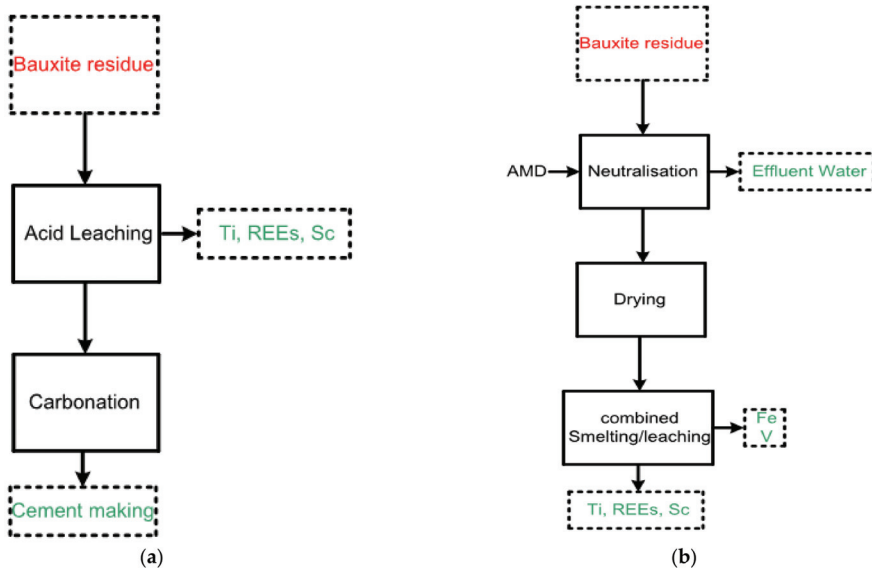 Bauxite residue
Acid Leaching
Ti, REEs, Sc
Carbonation
Cement making
(a)
Bauxite residue
AMD
Neutralisation
Effluent Water
Drying
combined
Smelting/leaching
Fe
V
Ti, REEs, Sc
(b)